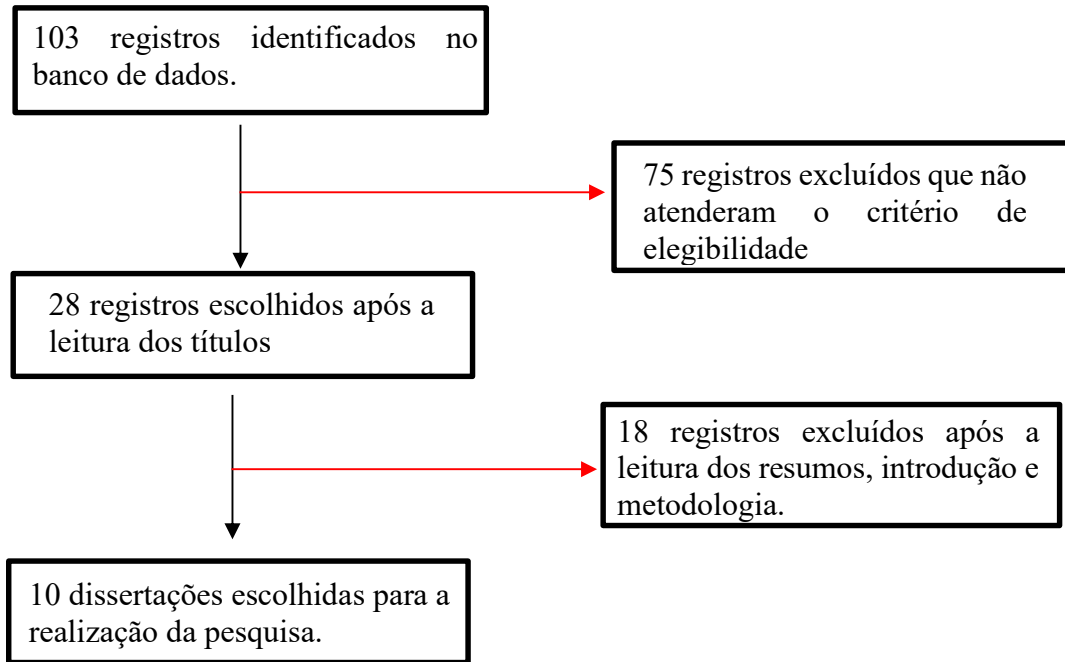 103 registros identificados no
banco de dados.
75 registros excluídos que não
atenderam o critério de
elegibilidade
28 registros escolhidos após a
leitura dos títulos
18 registros excluídos após a
leitura dos resumos, introdução e
metodologia.
10 dissertações escolhidas para a
realização da pesquisa.